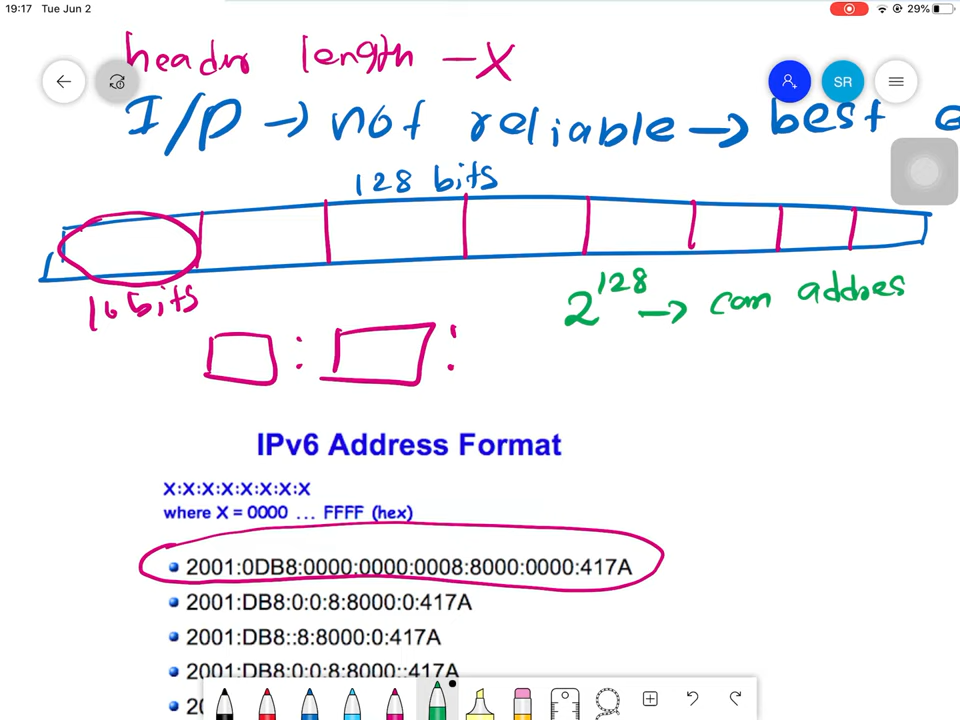 19:17 Tue Jun 2
29%
header length - X
SR
I/P → not reliable → best e
128 bits
16 bits
2^128 → can addres
□ : □ :
IPv6 Address Format
X:X:X:X:X:X:X:X
where X = 0000 ... FFFF (hex)
2001:0DB8:0000:0000:0008:8000:0000:417A
2001:DB8:0:0:8:8000:0:417A
2001:DB8::8:8000:0:417A
2001:DB8:0:0:8:8000::417A
20